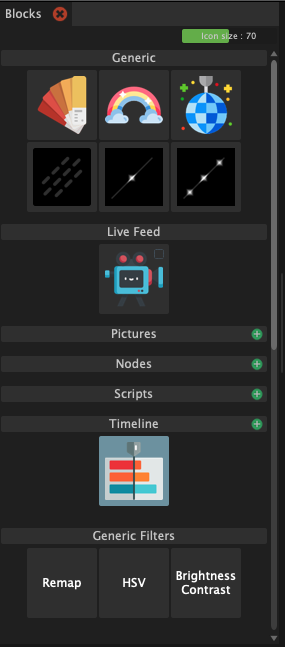 Blocks
Icon size : 70
Generic
Live Feed
Pictures
Nodes
Scripts
Timeline
Generic Filters
Remap
HSV
Brightness
Contrast